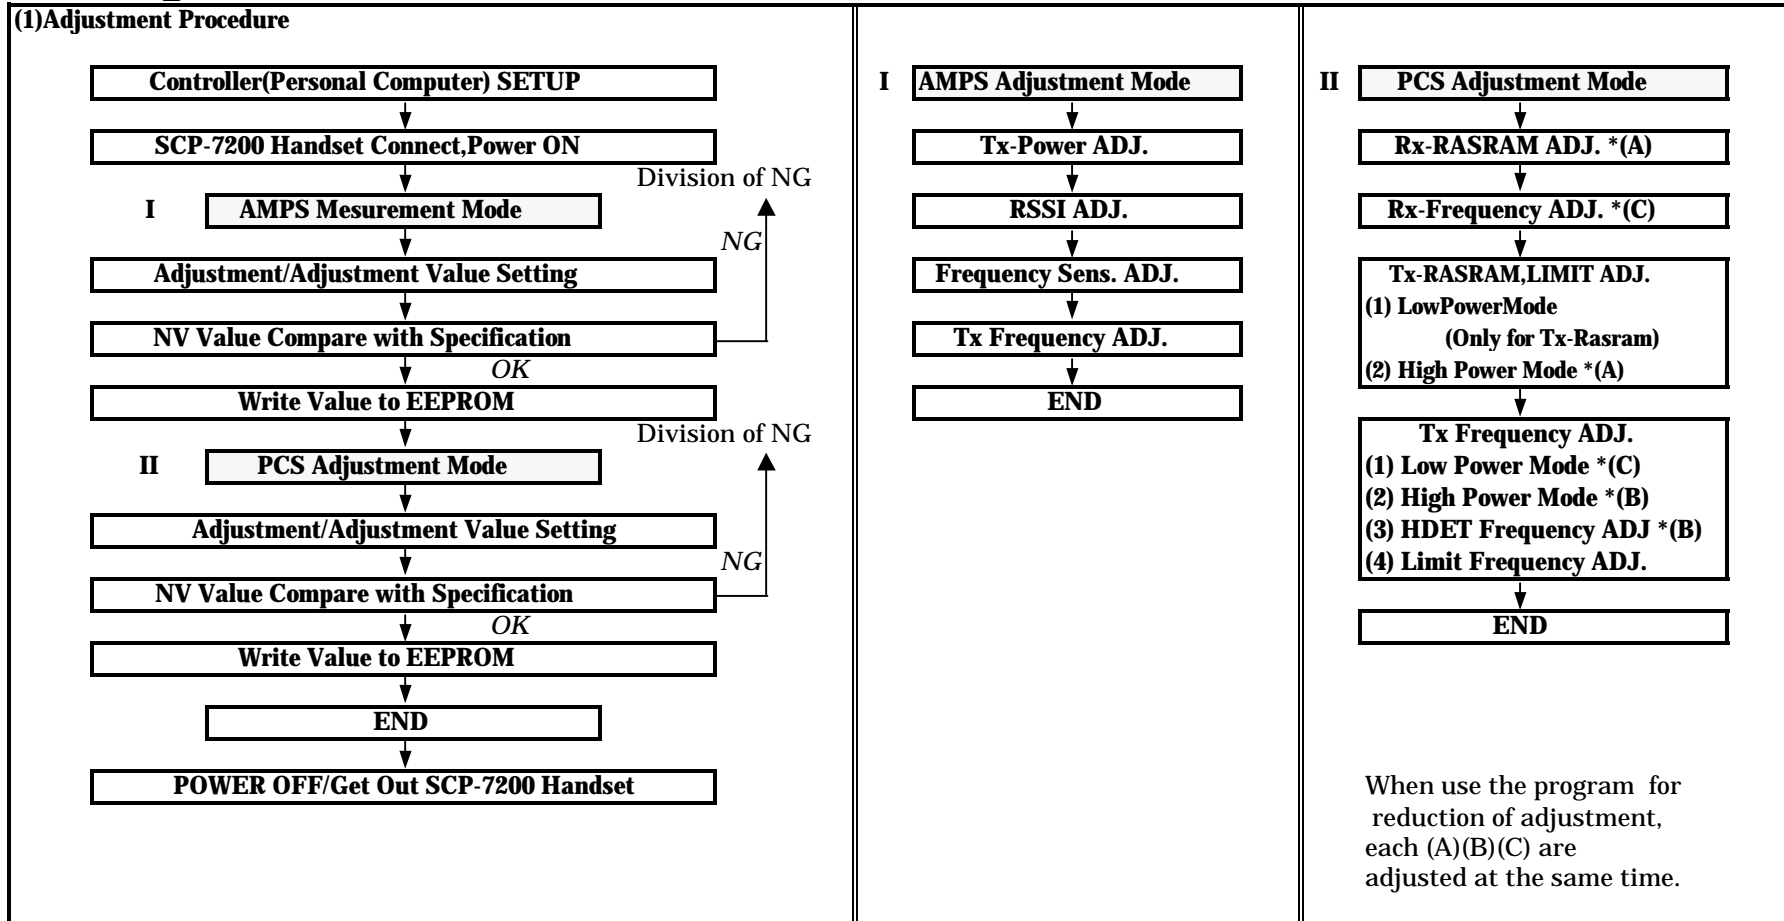 (1)Adjustment Procedure
Controller(Personal Computer) SETUP
SCP-7200 Handset Connect,Power ON
Division of NG
I
AMPS Mesurement Mode
NG
Adjustment/Adjustment Value Setting
NV Value Compare with Specification
OK
Write Value to EEPROM
Division of NG
II
PCS Adjustment Mode
Adjustment/Adjustment Value Setting
NG
NV Value Compare with Specification
OK
Write Value to EEPROM
END
POWER OFF/Get Out SCP-7200 Handset
I
AMPS Adjustment Mode
Tx-Power ADJ.
RSSI ADJ.
Frequency Sens. ADJ.
Tx Frequency ADJ.
END
II
PCS Adjustment Mode
Rx-RASRAM ADJ. *(A)
Rx-Frequency ADJ. *(C)
Tx-RASRAM,LIMIT ADJ.
(1) LowPowerMode
(Only for Tx-Rasram)
(2) High Power Mode *(A)
Tx Frequency ADJ.
(1) Low Power Mode *(C)
(2) High Power Mode *(B)
(3) HDET Frequency ADJ *(B)
(4) Limit Frequency ADJ.
END
When use the program for
reduction of adjustment,
each (A)(B)(C) are
adjusted at the same time.